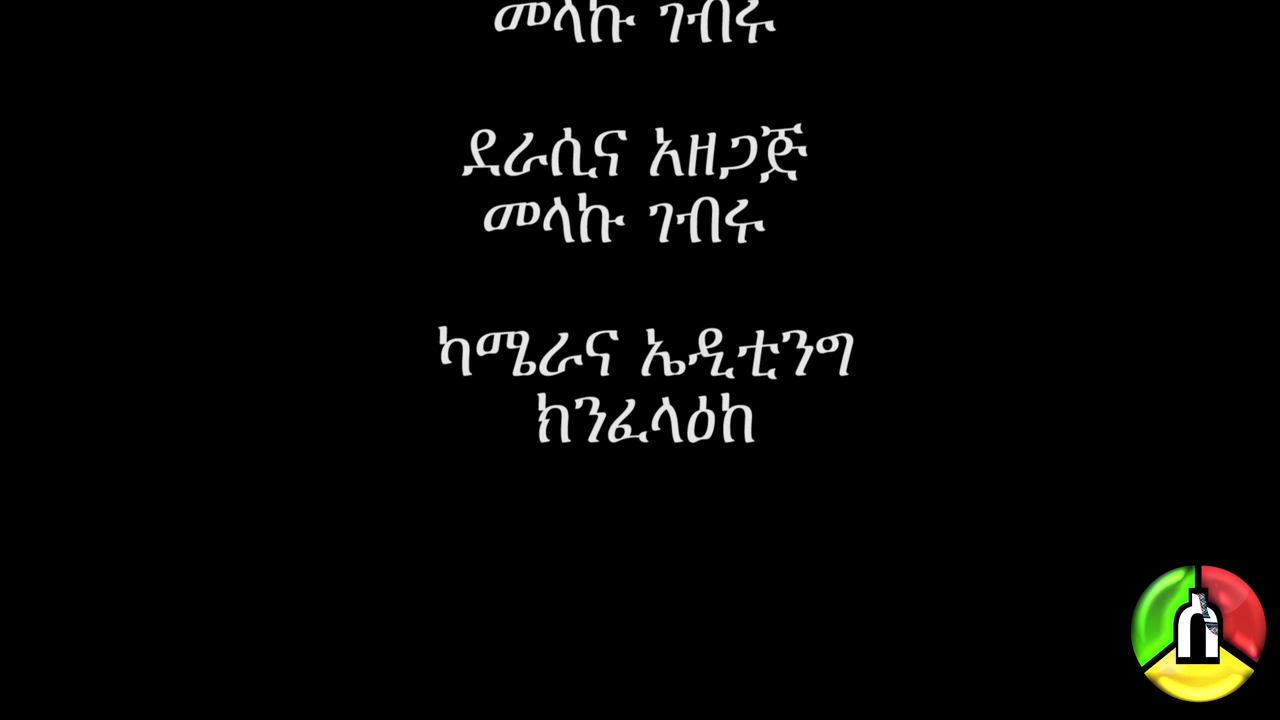 መላኩ ገብሩ
ደራሲና አዘጋጅ
መላኩ ገብሩ
ካሜራና ኤዲቲንግ
ክንፈላዕከ